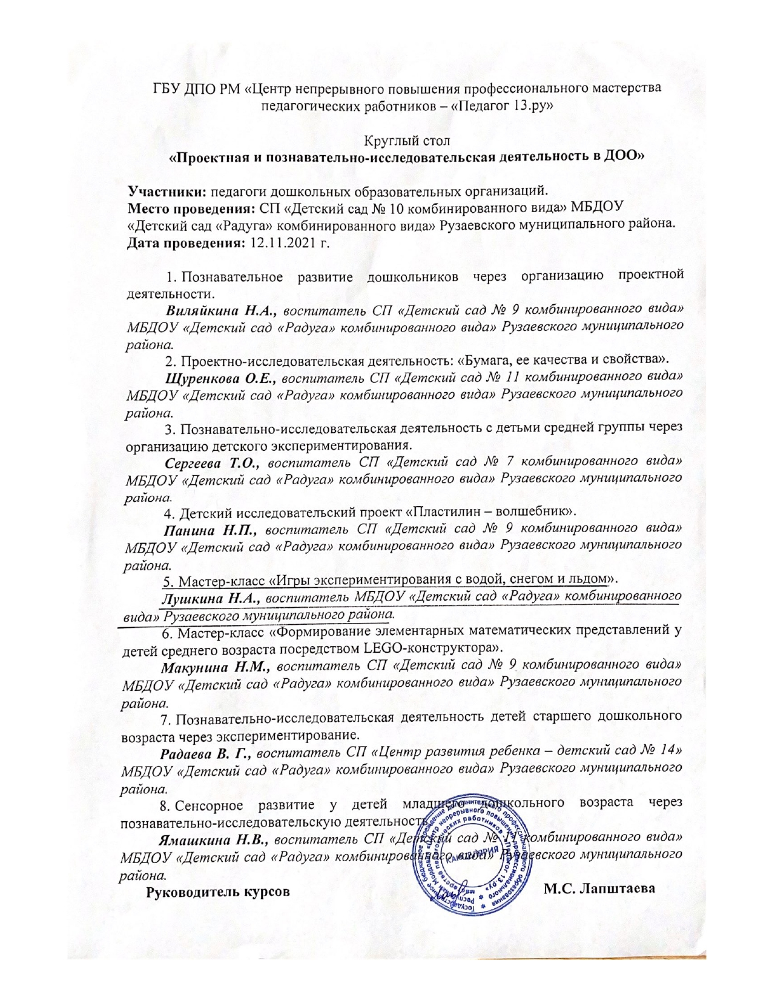 ГБУ ДПО РМ «Центр непрерывного повышения профессионального мастерства
педагогических работников – «Педагог 13.ру»
Круглый стол
«Проектная и познавательно-исследовательская деятельность в ДОО»
Участники: педагоги дошкольных образовательных организаций.
Место проведения: СП «Детский сад № 10 комбинированного вида» МБДОУ
«Детский сад «Радуга» комбинированного вида» Рузаевского муниципального района.
Дата проведения: 12.11.2021 г.
1. Познавательное развитие дошкольников через организацию проектной
деятельности.
Виляйкина Н.А., воспитатель СП «Детский сад № 9 комбинированного вида»
МБДОУ «Детский сад «Радуга» комбинированного вида» Рузаевского муниципального
района.
2. Проектно-исследовательская деятельность: «Бумага, ее качества и свойства».
Щуренкова О.Е., воспитатель СП «Детский сад № 11 комбинированного вида»
МБДОУ «Детский сад «Радуга» комбинированного вида» Рузаевского муниципального
района.
3. Познавательно-исследовательская деятельность с детьми средней группы через
организацию детского экспериментирования.
Сергеева Т.О., воспитатель СП «Детский сад № 7 комбинированного вида»
МБДОУ «Детский сад «Радуга» комбинированного вида» Рузаевского муниципального
района.
4. Детский исследовательский проект «Пластилин – волшебник».
Панина Н.П., воспитатель СП «Детский сад № 9 комбинированного вида»
МБДОУ «Детский сад «Радуга» комбинированного вида» Рузаевского муниципального
района.
5. Мастер-класс «Игры экспериментирования с водой, снегом и льдом».
Лушкина Н.А., воспитатель МБДОУ «Детский сад «Радуга» комбинированного
вида» Рузаевского муниципального района.
6. Мастер-класс «Формирование элементарных математических представлений у
детей среднего возраста посредством LEGO-конструктора».
Макунина Н.М., воспитатель СП «Детский сад № 9 комбинированного вида»
МБДОУ «Детский сад «Радуга» комбинированного вида» Рузаевского муниципального
района.
7. Познавательно-исследовательская деятельность детей старшего дошкольного
возраста через экспериментирование.
Радаева В. Г., воспитатель СП «Центр развития ребенка – детский сад № 14»
МБДОУ «Детский сад «Радуга» комбинированного вида» Рузаевского муниципального
района.
8. Сенсорное развитие у детей младшего дошкольного возраста через
познавательно-исследовательскую деятельность
Ямашкина Н.В., воспитатель СП «Детский сад № комбинированного вида»
МБДОУ «Детский сад «Радуга» комбинированного вида» Рузаевского муниципального
района.
Руководитель курсов М.С. Лапштаева
КАНЦЕЛЯРИЯ